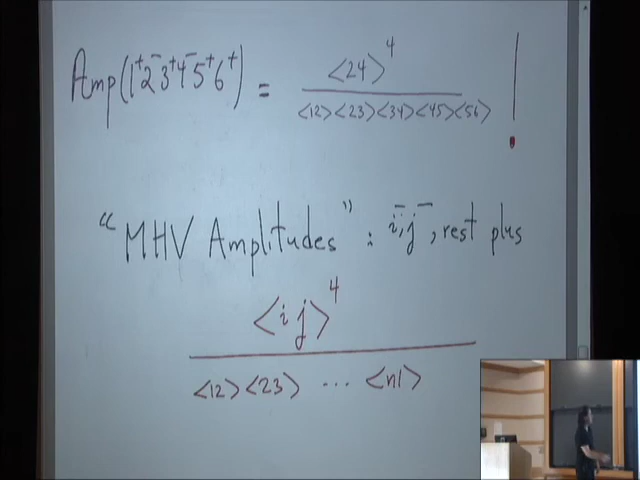 Amp(1⁺2⁻3⁺4⁻5⁺6⁺) = <24>⁴ / <12><23><34><45><56> !
"MHV Amplitudes" : i⁻, j⁻, rest plus
<ij>⁴
<12><23> ... <n1>